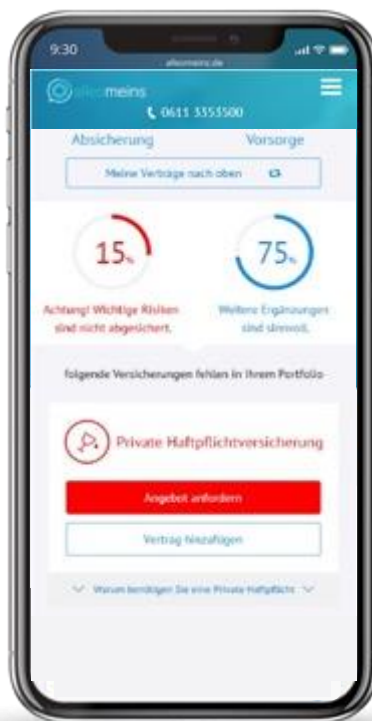 9:30
allesmeins.de
allesmeins
0611 3353500
Absicherung Vorsorge
Meine Verträge nach oben
15%
75%
Achtung! Wichtige Risiken
sind nicht abgesichert.
Weitere Ergänzungen
sind sinnvoll.
folgende Versicherungen fehlen in Ihrem Portfolio
Private Haftpflichtversicherung
Angebot anfordern
Vertrag hinzufügen
Warum benötigen Sie eine Private Haftpflicht